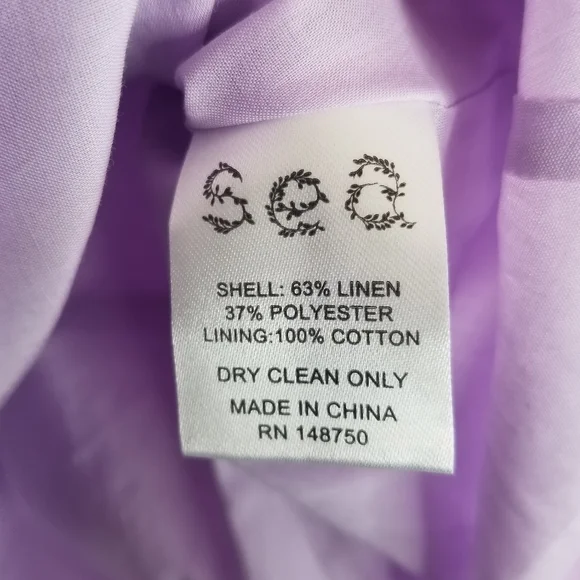 Sea
SHELL: 63% LINEN
37% POLYESTER
LINING:100% COTTON
DRY CLEAN ONLY
MADE IN CHINA
RN 148750